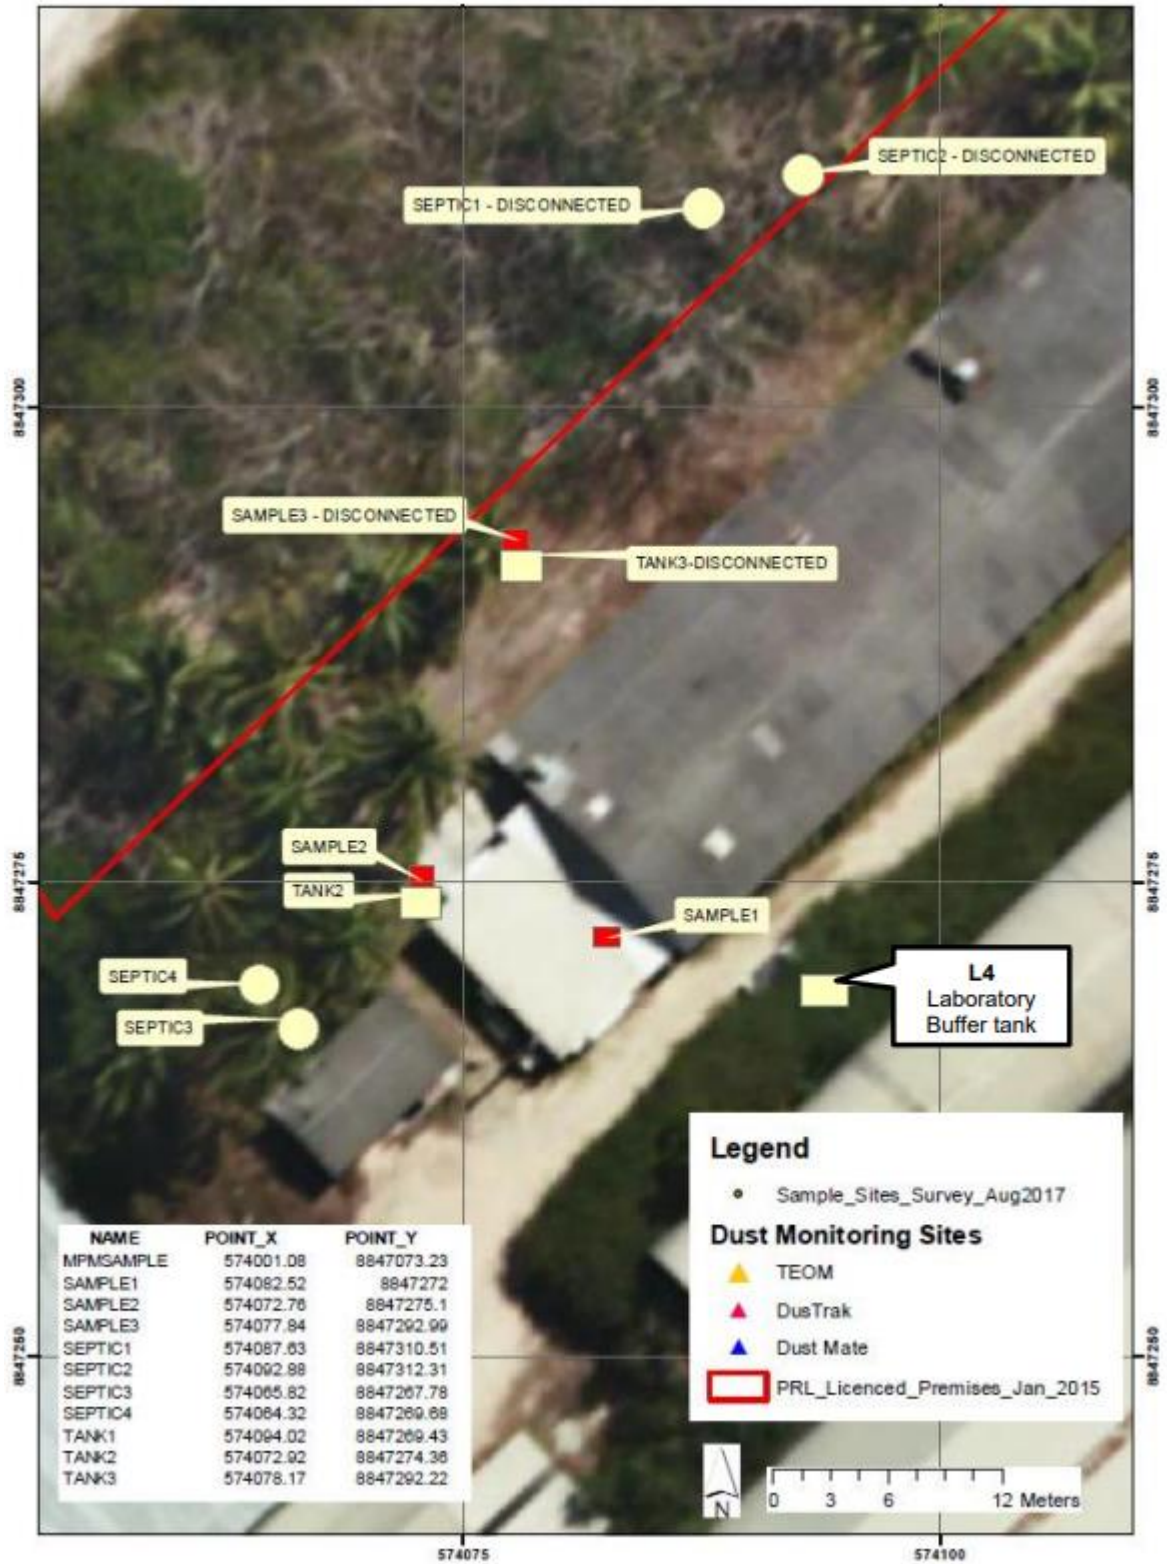 SEPTIC2 - DISCONNECTED
SEPTIC1 - DISCONNECTED
8847300
8847300
SAMPLE3 - DISCONNECTED
TANK3-DISCONNECTED
SAMPLE2
8847275
8847275
TANK2
SAMPLE1
SEPTIC4
L4
Laboratory
Buffer tank
SEPTIC3
Legend
Sample_Sites_Survey_Aug2017
Dust Monitoring Sites
TEOM
DusTrak
Dust Mate
PRL_Licenced_Premises_Jan_2015
8847250
8847250
NAME POINT_X POINT_Y
MPMSAMPLE 574001.08 8847073.23
SAMPLE1 574082.52 8847272
SAMPLE2 574072.76 8847275.1
SAMPLE3 574077.84 8847292.99
SEPTIC1 574087.63 8847310.51
SEPTIC2 574092.88 8847312.31
SEPTIC3 574065.82 8847267.78
SEPTIC4 574064.32 8847269.68
TANK1 574094.02 8847269.43
TANK2 574072.92 8847274.36
TANK3 574078.17 8847292.22
N
0 3 6 12 Meters
574075
574100